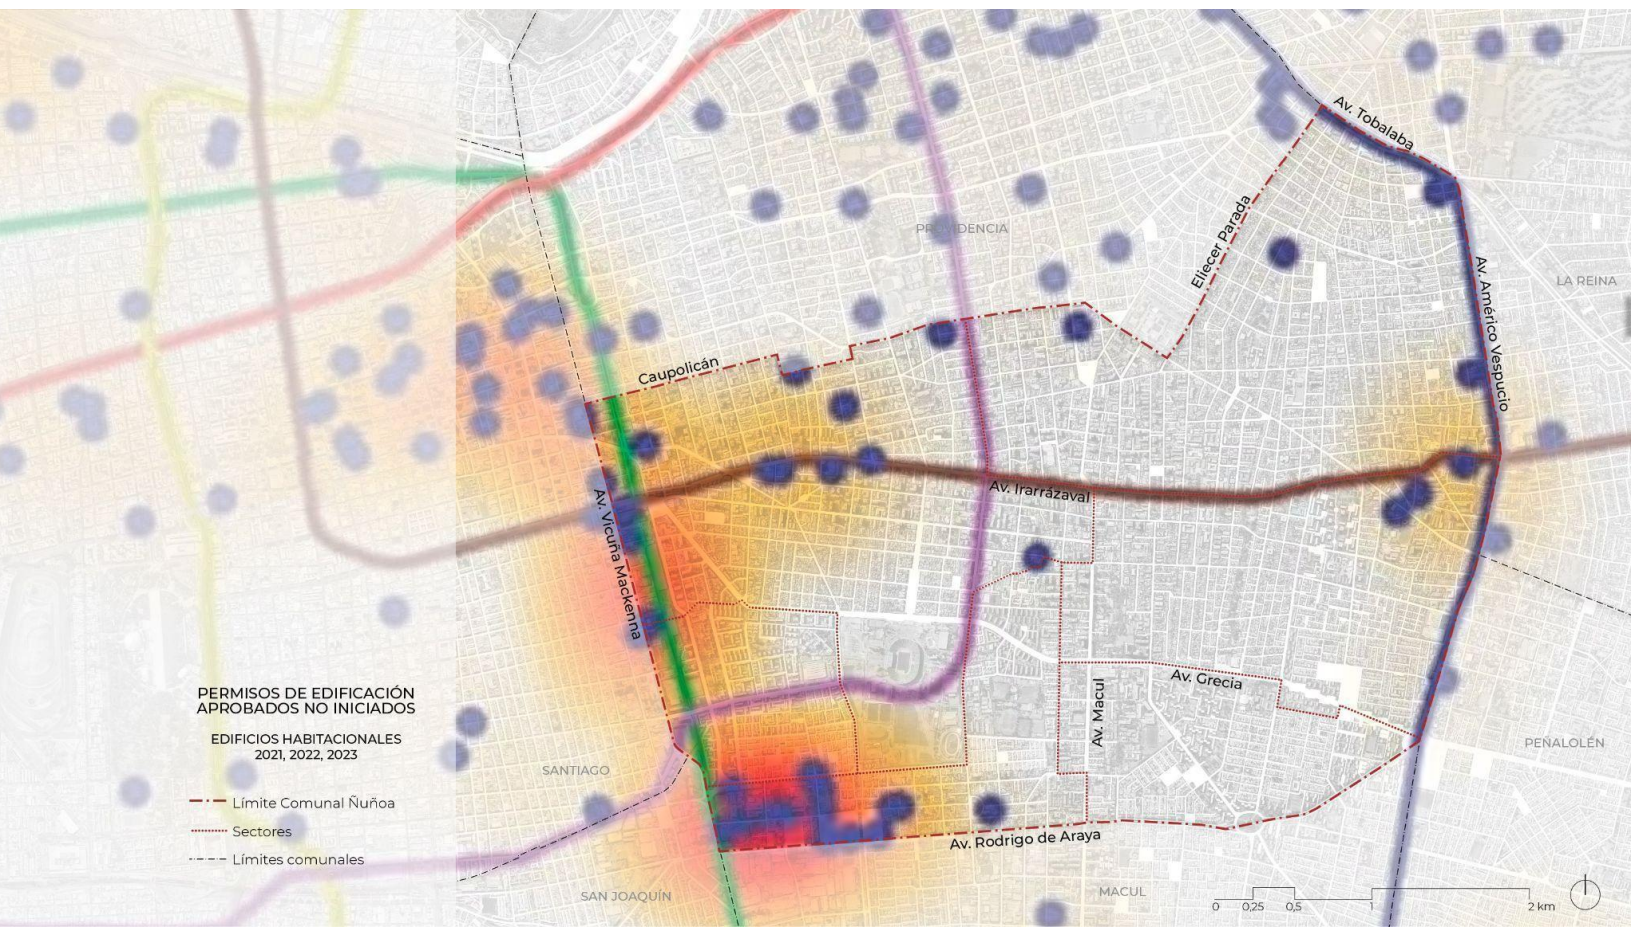 Av. Tobalaba
Eliecer Parada
PROVIDENCIA
Av. Américo Vespucio
LA REINA
Caupolicán
Av. Irarrázaval
Av. Vicuña Mackenna
Av. Grecia
Av. Macul
PEÑALOLÉN
PERMISOS DE EDIFICACIÓN
APROBADOS NO INICIADOS
EDIFICIOS HABITACIONALES
2021, 2022, 2023
Límite Comunal Ñuñoa
Sectores
Límites comunales
SANTIAGO
Av. Rodrigo de Araya
SAN JOAQUÍN
MACUL
0 0,25 0,5 1 2 km